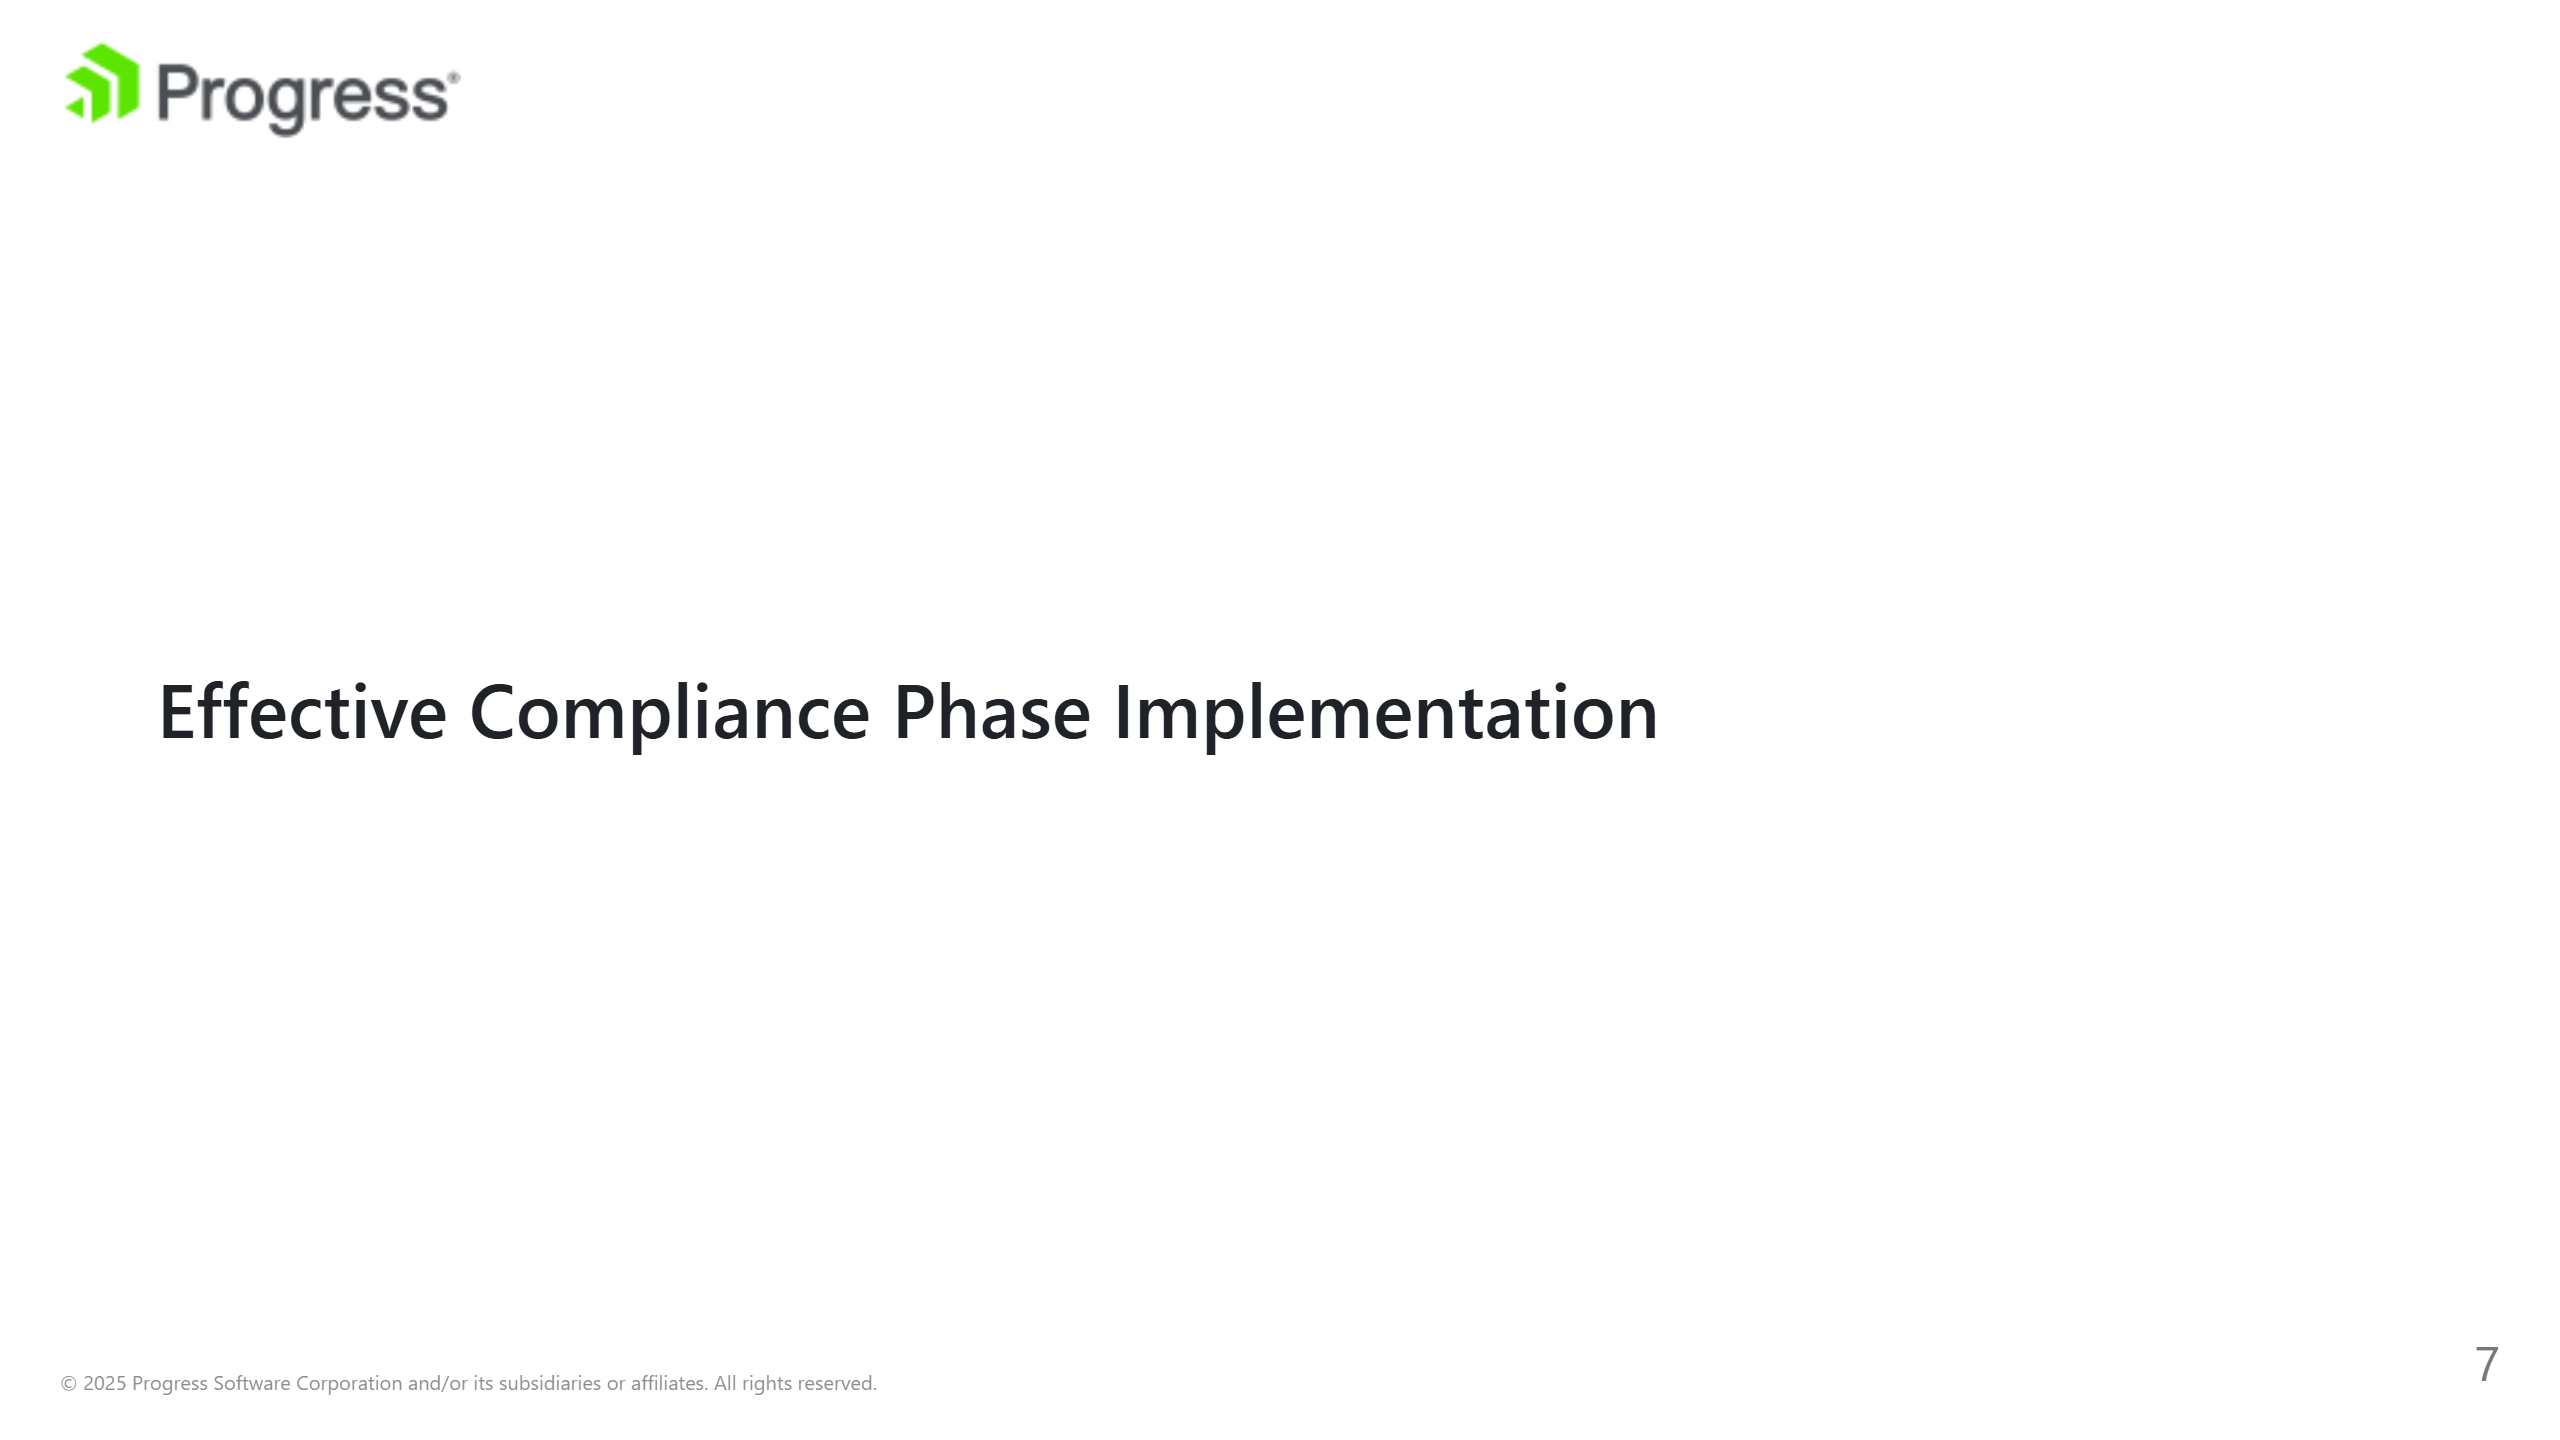 Progress®
Effective Compliance Phase Implementation
© 2025 Progress Software Corporation and/or its subsidiaries or affiliates. All rights reserved.
7